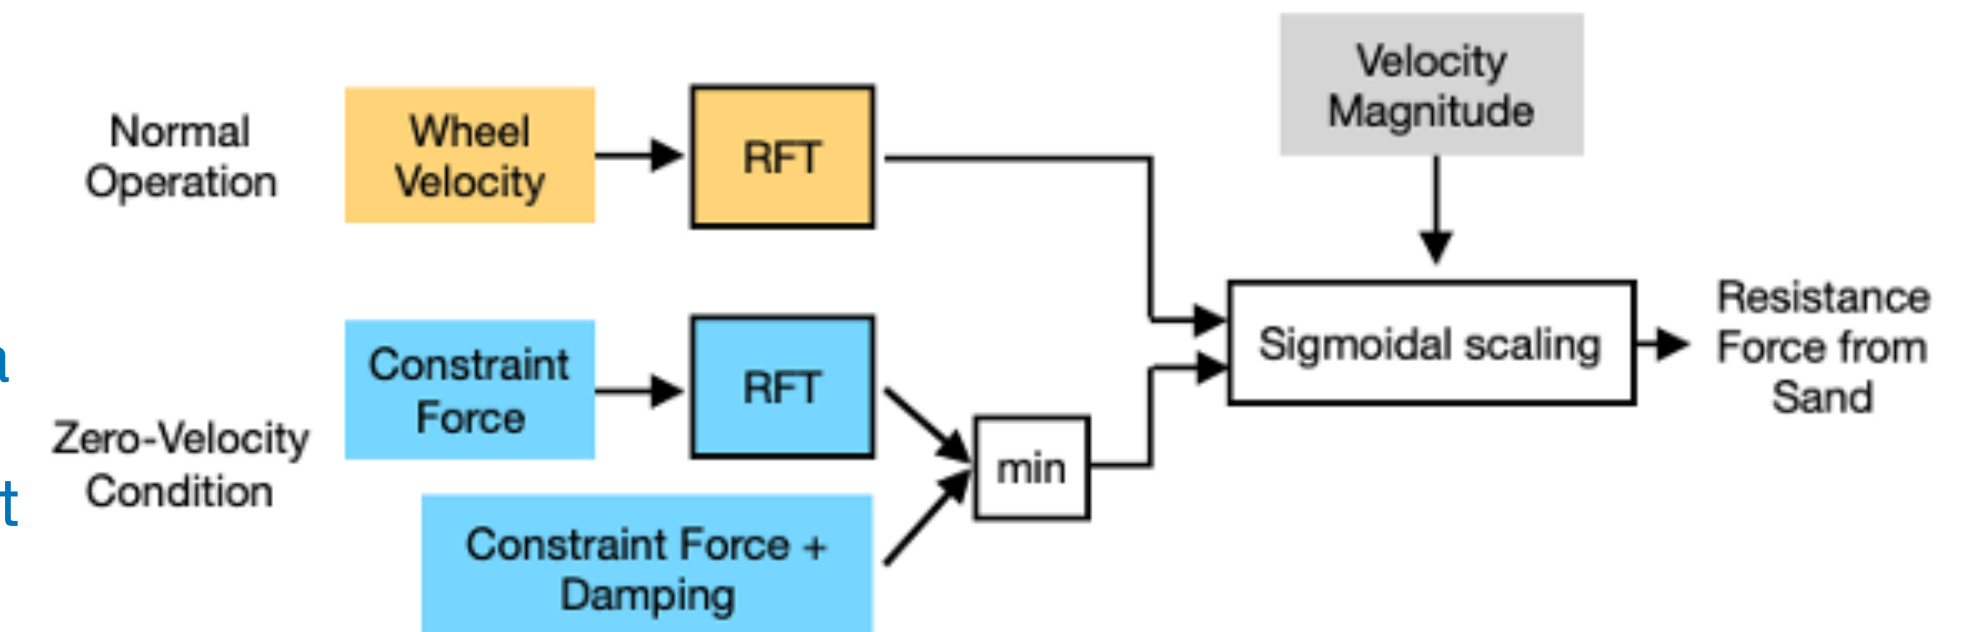 Normal
Operation
Wheel
Velocity
RFT
Velocity
Magnitude
Sigmoidal scaling
Resistance
Force from
Sand
a
t
Zero-Velocity
Condition
Constraint
Force
RFT
min
Constraint Force +
Damping